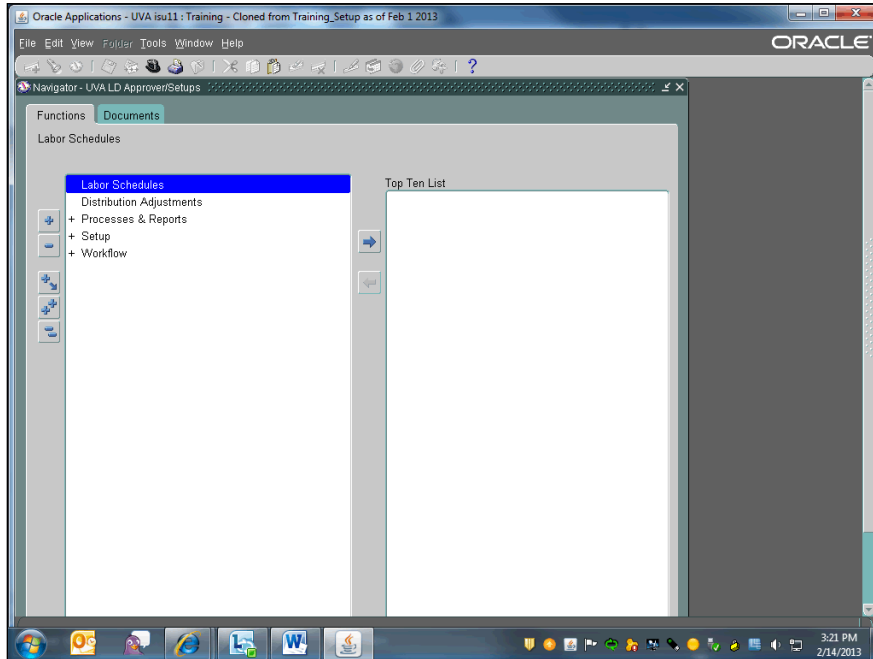 Oracle Applications - UVA isu11 : Training - Cloned from Training_Setup as of Feb 1 2013
File Edit View Folder Tools Window Help
ORACLE
Navigator - UVA LD Approver/Setups
Functions Documents
Labor Schedules
Top Ten List
Labor Schedules
Distribution Adjustments
+ Processes & Reports
+ Setup
+ Workflow
3:21 PM
2/14/2013